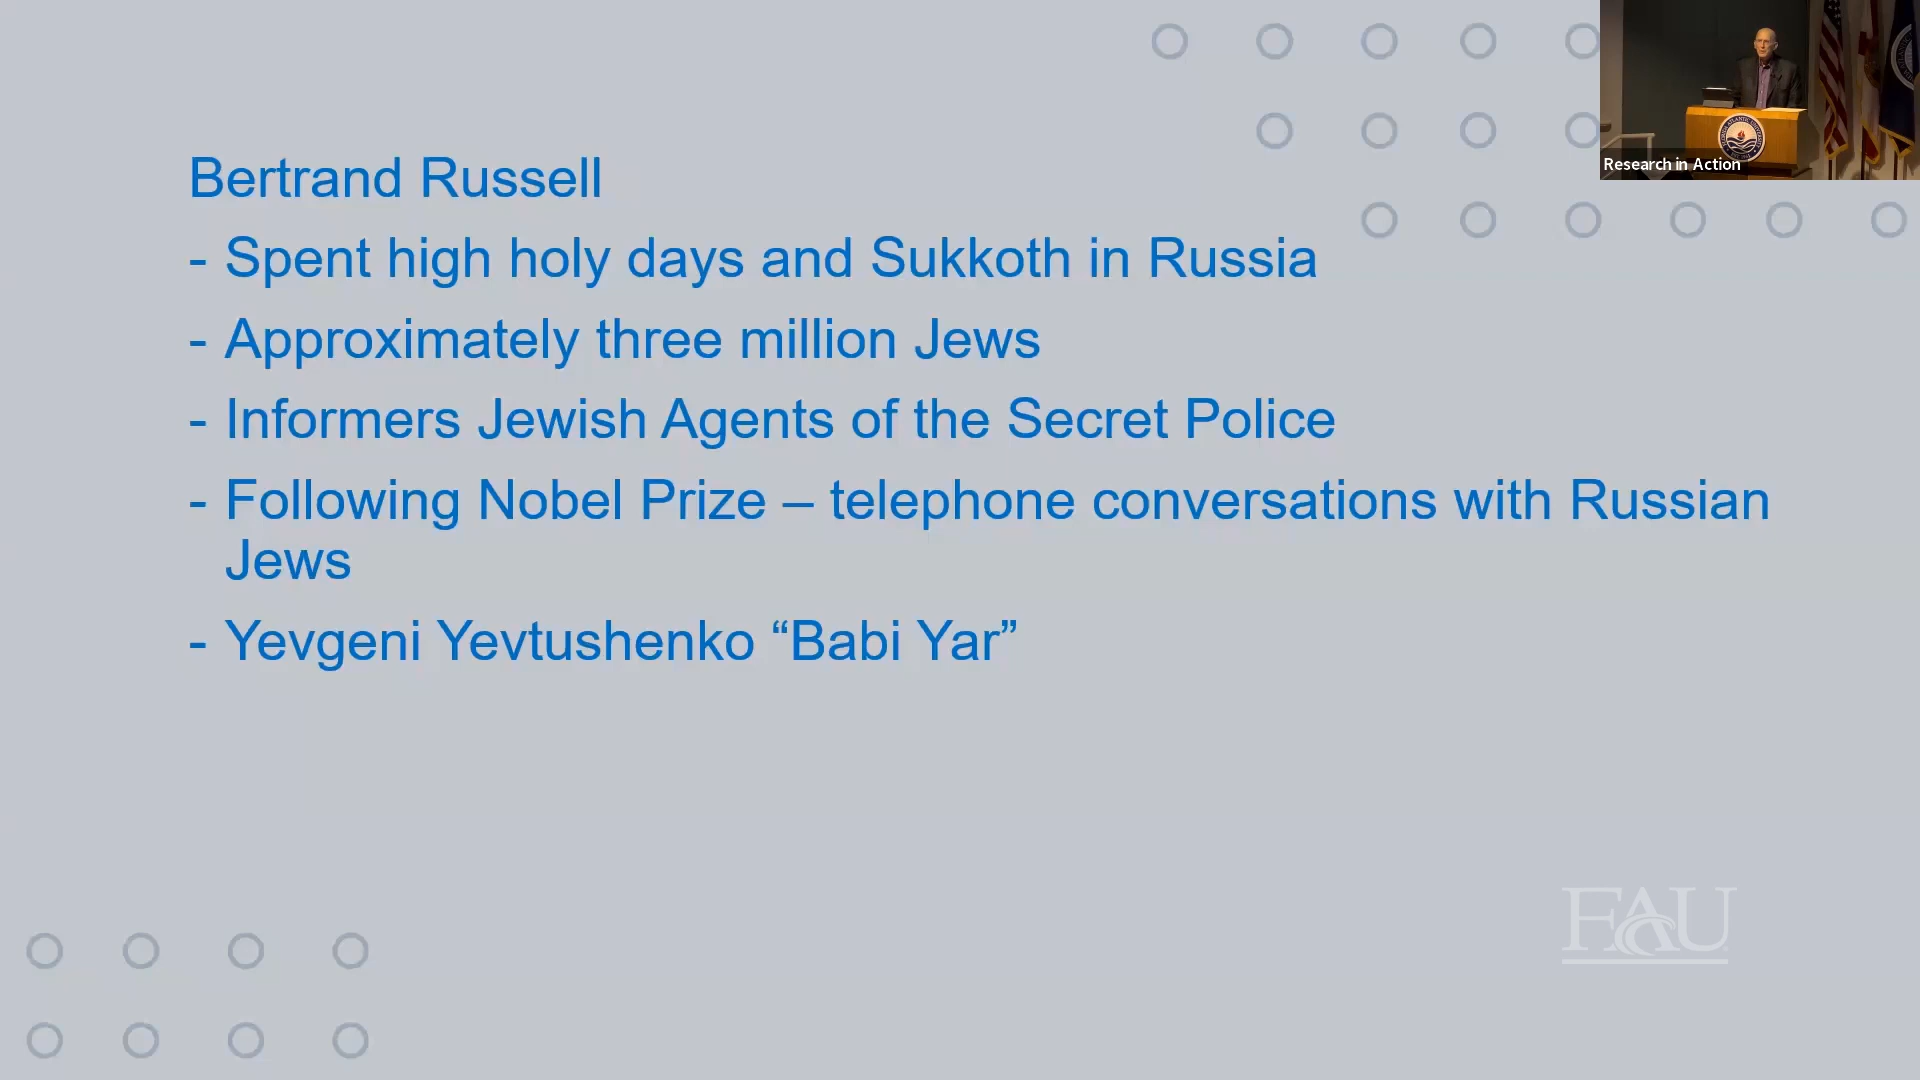 Bertrand Russell
- Spent high holy days and Sukkoth in Russia
- Approximately three million Jews
- Informers Jewish Agents of the Secret Police
- Following Nobel Prize – telephone conversations with Russian
Jews
- Yevgeni Yevtushenko “Babi Yar”
Research in Action
FAU